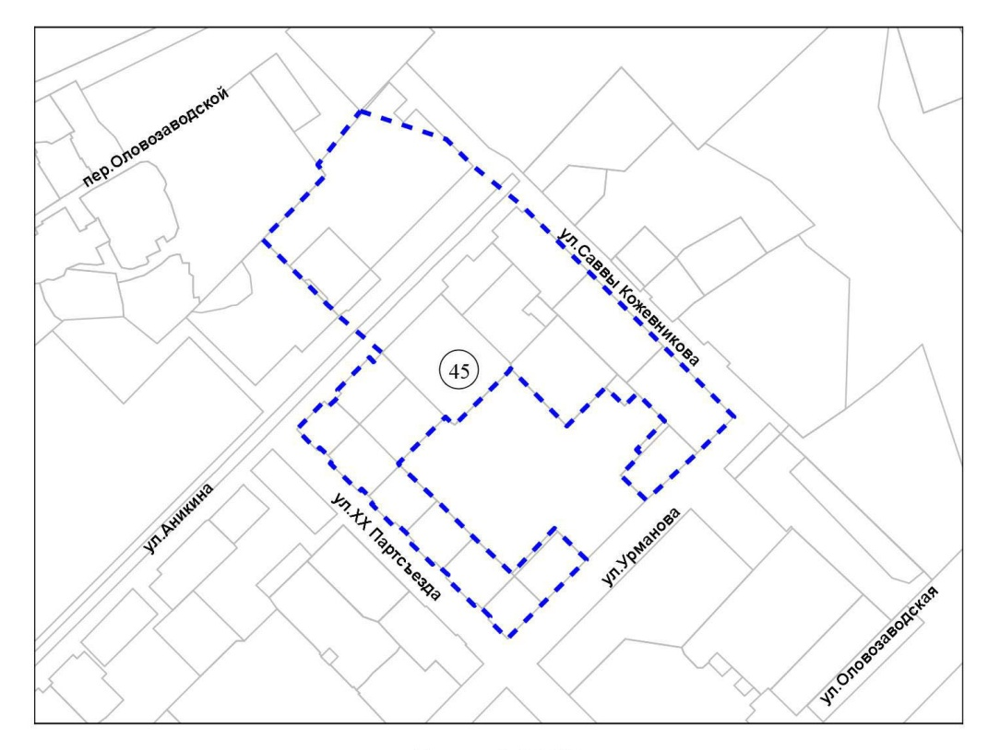 пер.Оловозаводской
ул.Саввы Кожевникова
45
ул.Аникина
ул.XX Партсъезда
ул.Урманова
ул.Оловозаводская